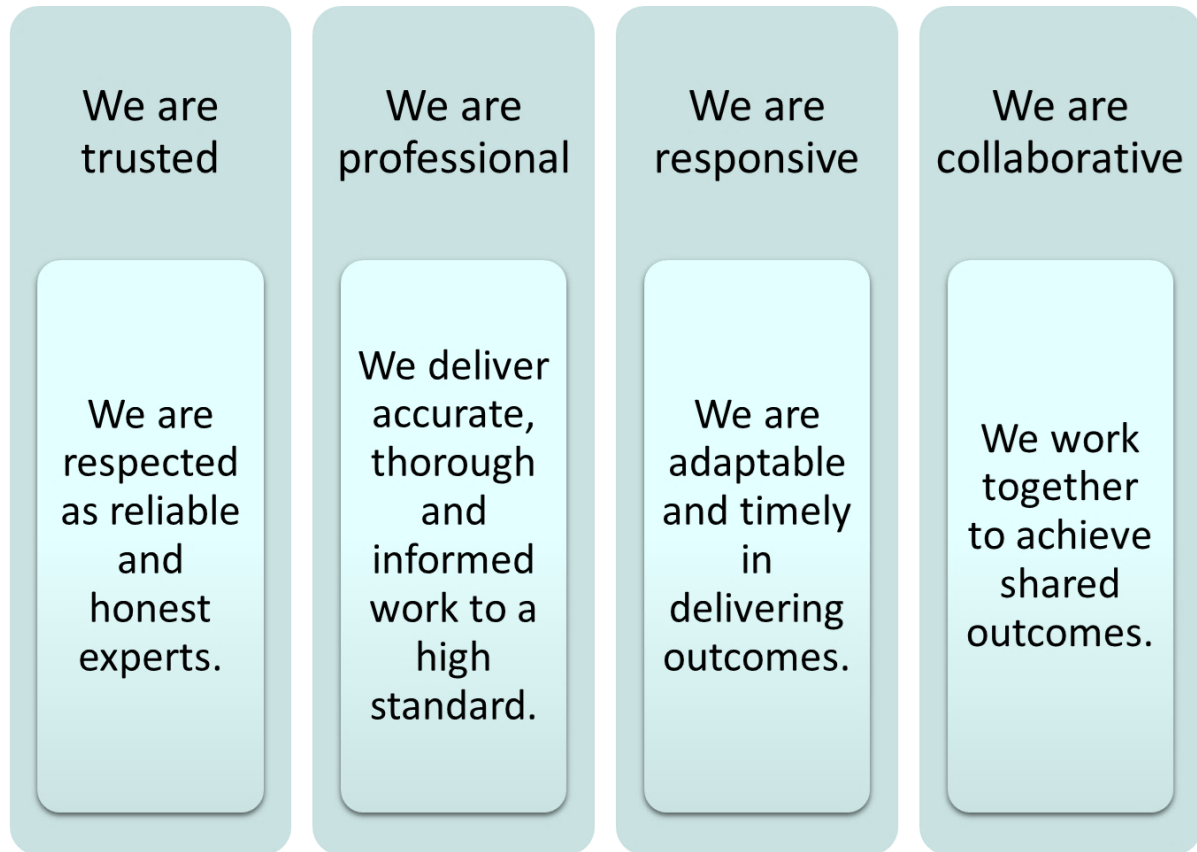 We are
trusted
We are
respected
as reliable
and
honest
experts.
We are
professional
We deliver
accurate,
thorough
and
informed
work to a
high
standard.
We are
responsive
We are
adaptable
and timely
in
delivering
outcomes.
We are
collaborative
We work
together
to achieve
shared
outcomes.